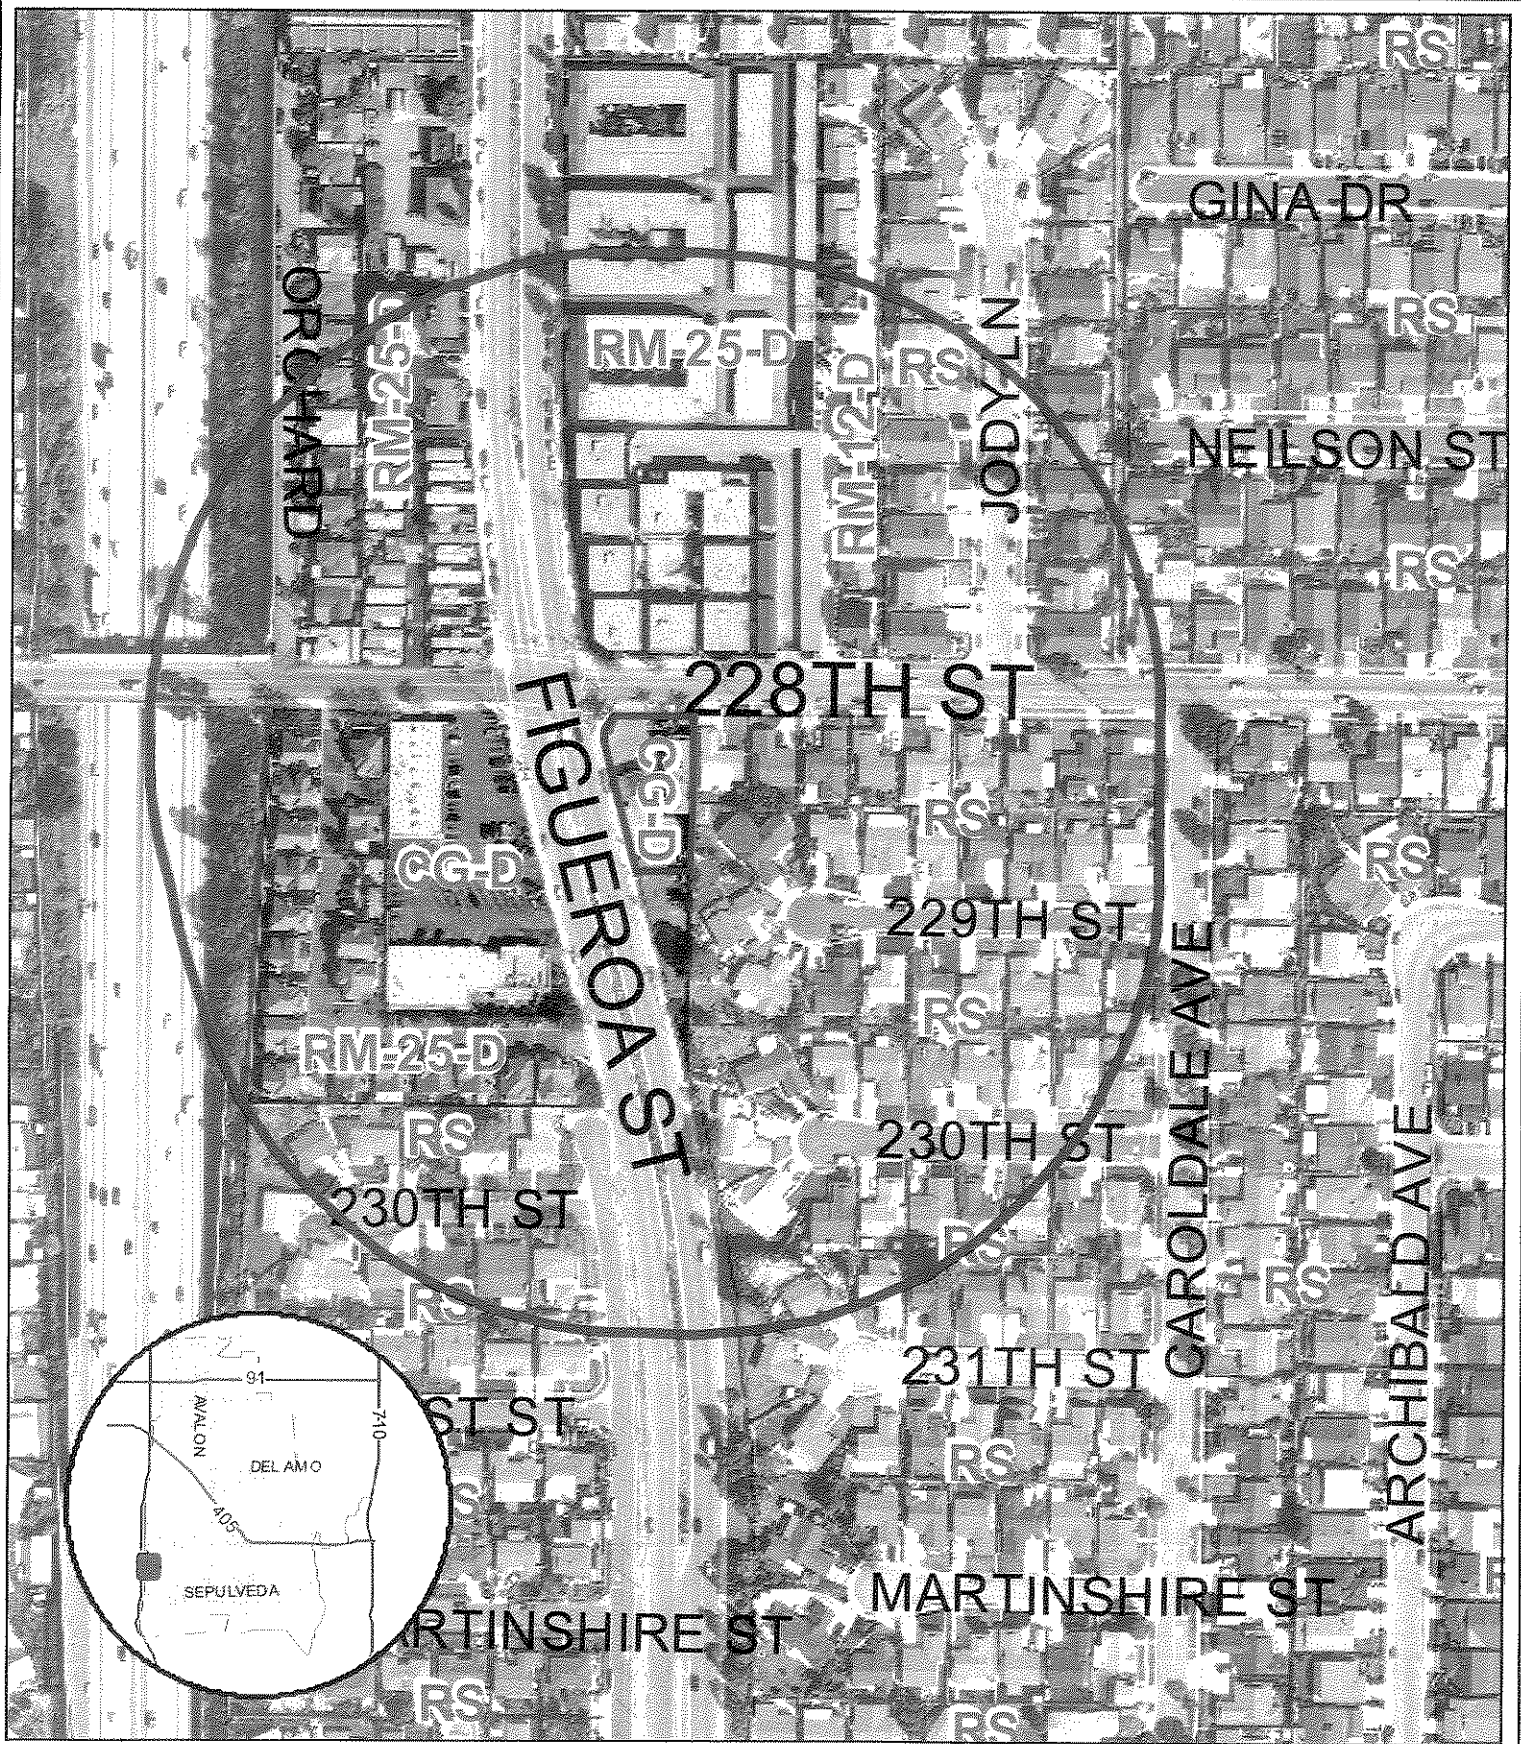 RS
GINA DR
ORCHARD
RM-25-D
RM-25-D
RM-12-D
RS
JODY LN
RS
NEILSON ST
RS
228TH ST
FIGUEROA ST
CG-D
CG-D
RS
RS
229TH ST
RS
RM-25-D
RS
230TH ST
230TH ST
CAROLDALE AVE
ARCHIBALD AVE
RS
RS
RS
231TH ST
ST ST
RS
S
MARTINSHIRE ST
ARTINSHIRE ST
RS
RS
R
91
AVALON
710
DEL AMO
405
SEPULVEDA